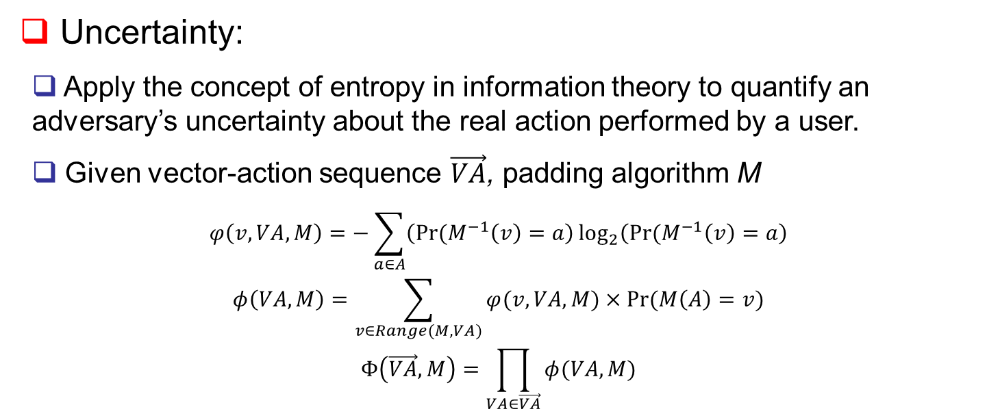 ❑ Uncertainty:
❑ Apply the concept of entropy in information theory to quantify an
adversary’s uncertainty about the real action performed by a user.
❑ Given vector-action sequence $\overrightarrow{VA}$, padding algorithm M
$\varphi(v, VA, M) = -\sum_{a \in A} (\Pr(M^{-1}(v) = a) \log_2 (\Pr(M^{-1}(v) = a)$
$\phi(VA, M) = \sum_{v \in Range(M,VA)} \varphi(v, VA, M) \times \Pr(M(A) = v)$
$\Phi(\overrightarrow{VA}, M) = \prod_{VA \in \overrightarrow{VA}} \phi(VA, M)$